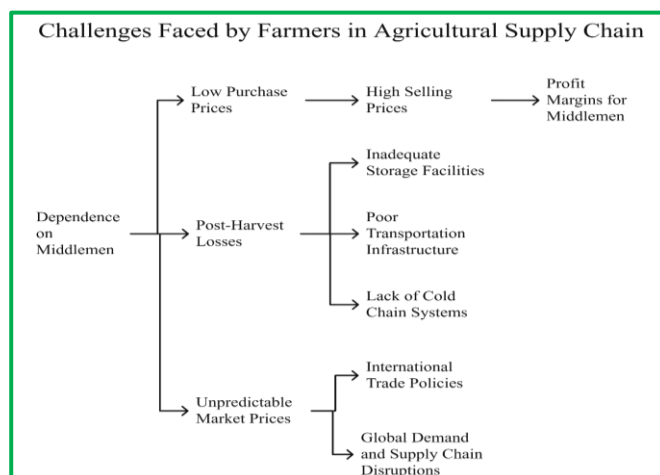 Challenges Faced by Farmers in Agricultural Supply Chain
Low Purchase
Prices
High Selling
Prices
Profit
Margins for
Middlemen
Inadequate
Storage Facilities
Dependence
on
Middlemen
Post-Harvest
Losses
Poor
Transportation
Infrastructure
Lack of Cold
Chain Systems
International
Trade Policies
Unpredictable
Market Prices
Global Demand
and Supply Chain
Disruptions